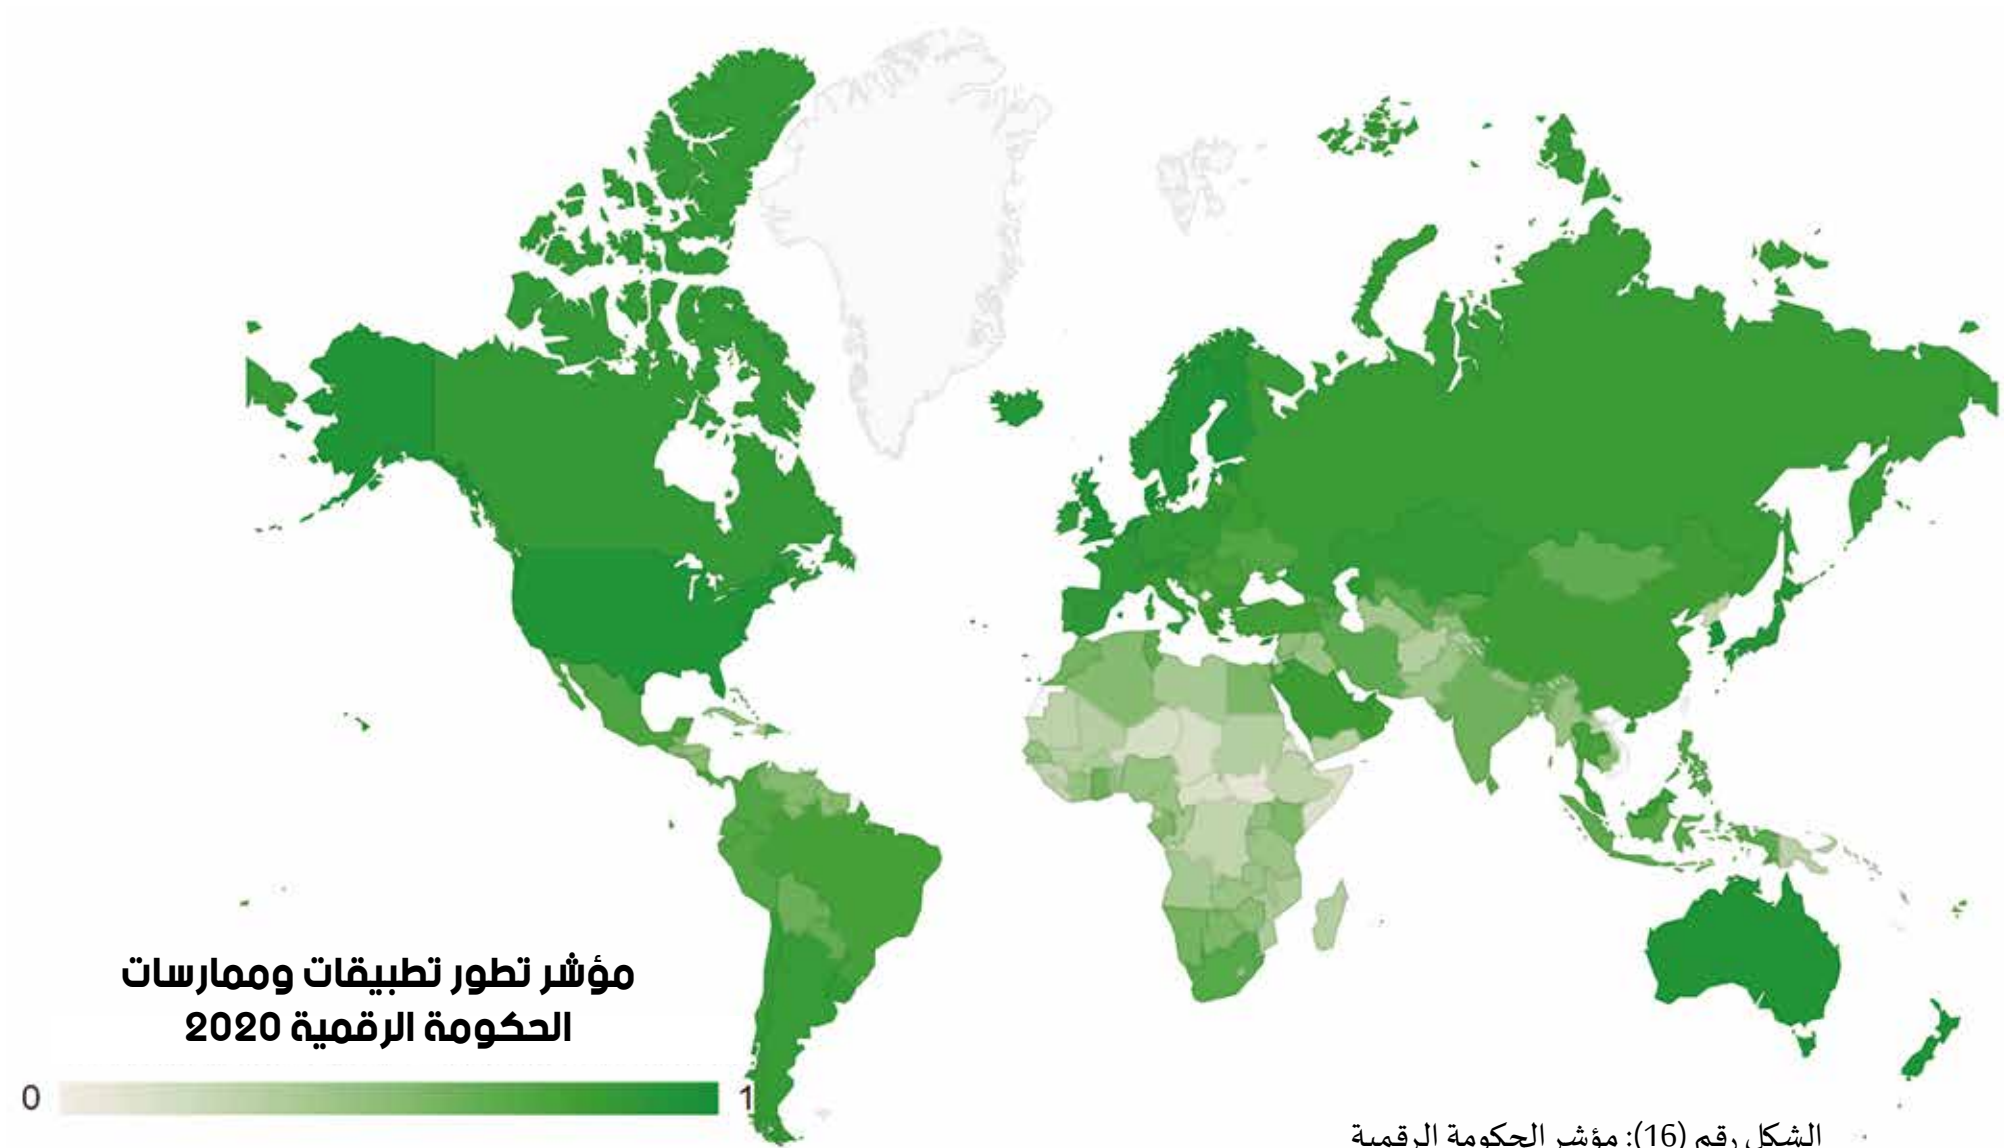 مؤشر تطور تطبيقات وممارسات
الحكومة الرقمية 2020
0
1
الشكل رقم (16): مؤشر الحكومة الرقمية